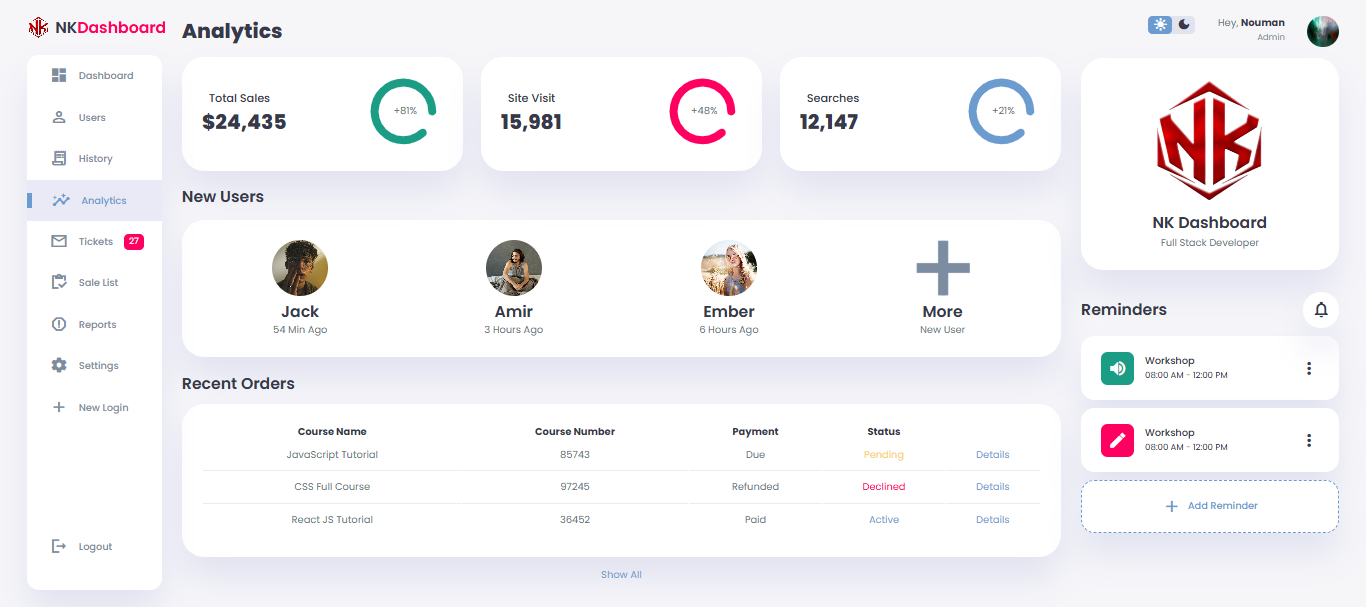 NKDashboard
Dashboard
Users
History
Analytics
Tickets 27
Sale List
Reports
Settings
New Login
Logout
Analytics
Total Sales
$24,435
+81%
Site Visit
15,981
+48%
Searches
12,147
+21%
New Users
Jack
54 Min Ago
Amir
3 Hours Ago
Ember
6 Hours Ago
More
New User
Recent Orders
Course Name Course Number Payment Status
JavaScript Tutorial 85743 Due Pending Details
CSS Full Course 97245 Refunded Declined Details
React JS Tutorial 36452 Paid Active Details
Show All
Hey, Nouman
Admin
NK
NK Dashboard
Full Stack Developer
Reminders
Workshop
08:00 AM - 12:00 PM
Workshop
08:00 AM - 12:00 PM
Add Reminder